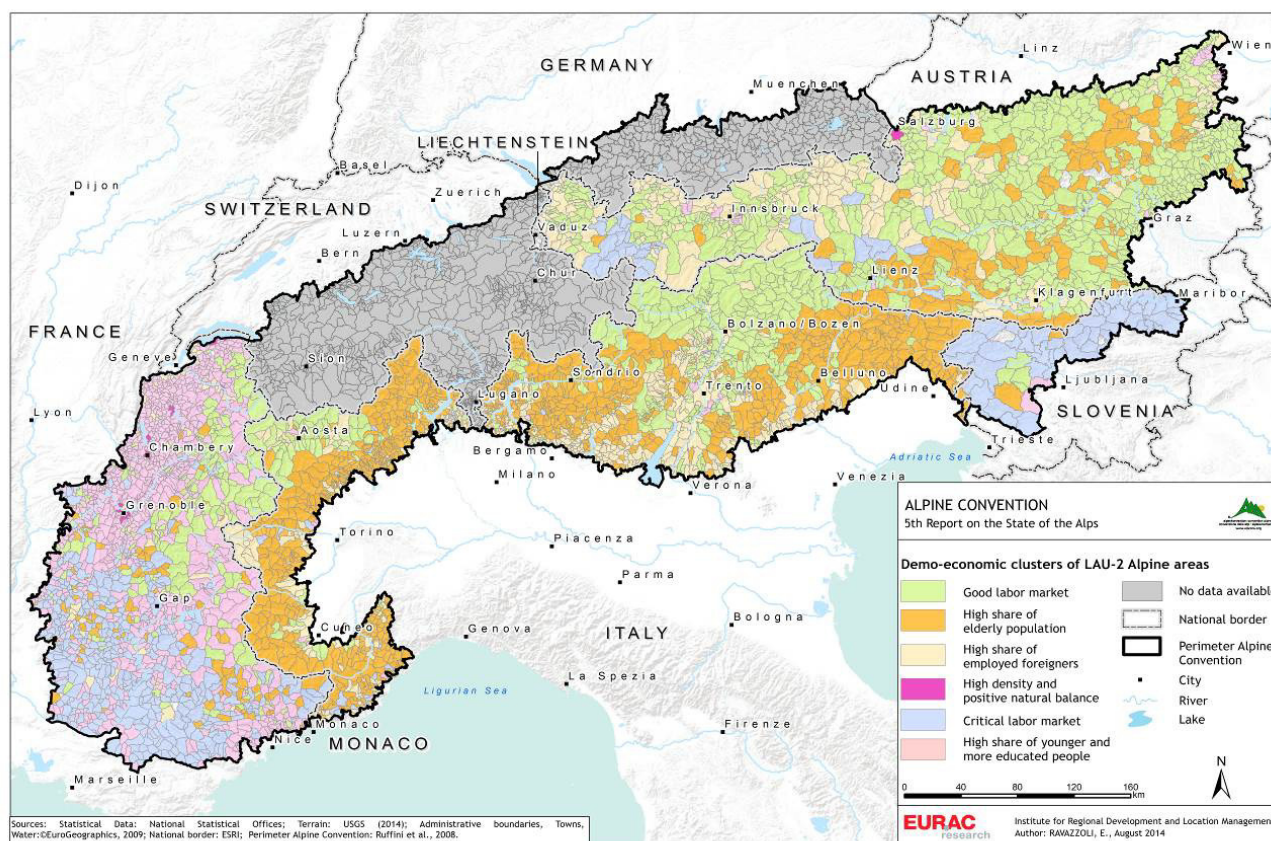 GERMANY
Linz
Wien
Muenchen
AUSTRIA
Salzburg
LIECHTENSTEIN
Basel
Dijon
Zuerich
SWITZERLAND
Innsbruck
Luzern
Vaduz
Graz
Bern
Chur
Lienz
Klagenfurt
Maribor
FRANCE
Bolzano/Bozen
Geneve
Sion
Sondrio
Belluno
Trento
Ljubljana
Lugano
Udine
SLOVENIA
Lyon
Aosta
Trieste
Chambery
Bergamo
Adriatic Sea
Milano
Verona
Venezia
Grenoble
Torino
Piacenza
Parma
Gap
Bologna
Cuneo
Genova
ITALY
La Spezia
Ligurian Sea
Monaco
Firenze
Nice
MONACO
Marseille
ALPINE CONVENTION
5th Report on the State of the Alps
Demo-economic clusters of LAU-2 Alpine areas
Good labor market
High share of
elderly population
High share of
employed foreigners
High density and
positive natural balance
Critical labor market
High share of younger and
more educated people
No data available
National border
Perimeter Alpine
Convention
City
River
Lake
N
0 40 80 120 160
km
Sources: Statistical Data: National Statistical Offices; Terrain: USGS (2014); Administrative boundaries, Towns,
Water:©EuroGeographics, 2009; National border: ESRI; Perimeter Alpine Convention: Ruffini et al., 2008.
EURAC
research
Institute for Regional Development and Location Management
Author: RAVAZZOLI, E., August 2014